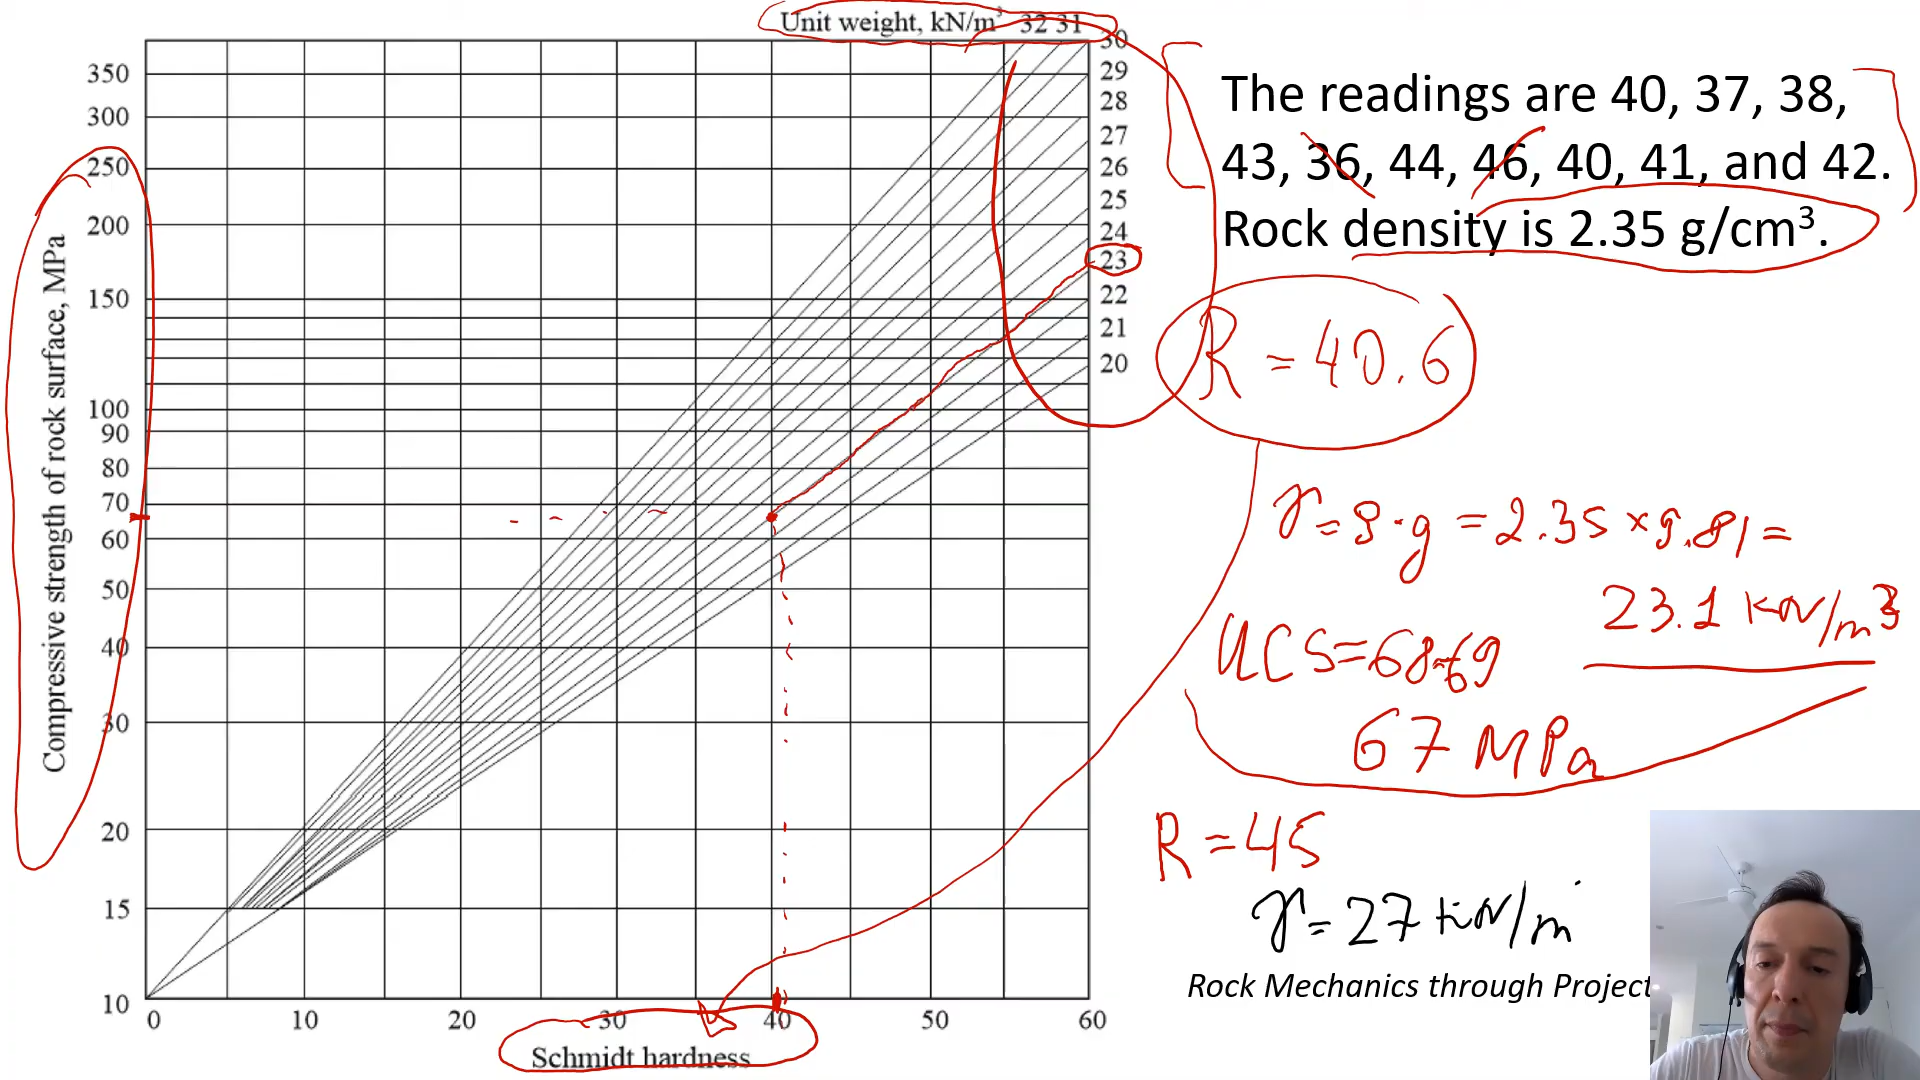 Unit weight, kN/m³ 32 31
30
29
28
27
26
25
24
23
22
21
20
Compressive strength of rock surface, MPa
350
300
250
200
150
100
90
80
70
60
50
40
30
20
15
10
0 10 20 30 40 50 60
Schmidt hardness
The readings are 40, 37, 38,
43, 36, 44, 46, 40, 41, and 42.
Rock density is 2.35 g/cm³.
R = 40.6
γ = ρ · g = 2.35 × 9.81 =
23.1 kN/m³
UCS = 68-69
67 MPa
R = 45
γ = 27 kN/m
Rock Mechanics through Project